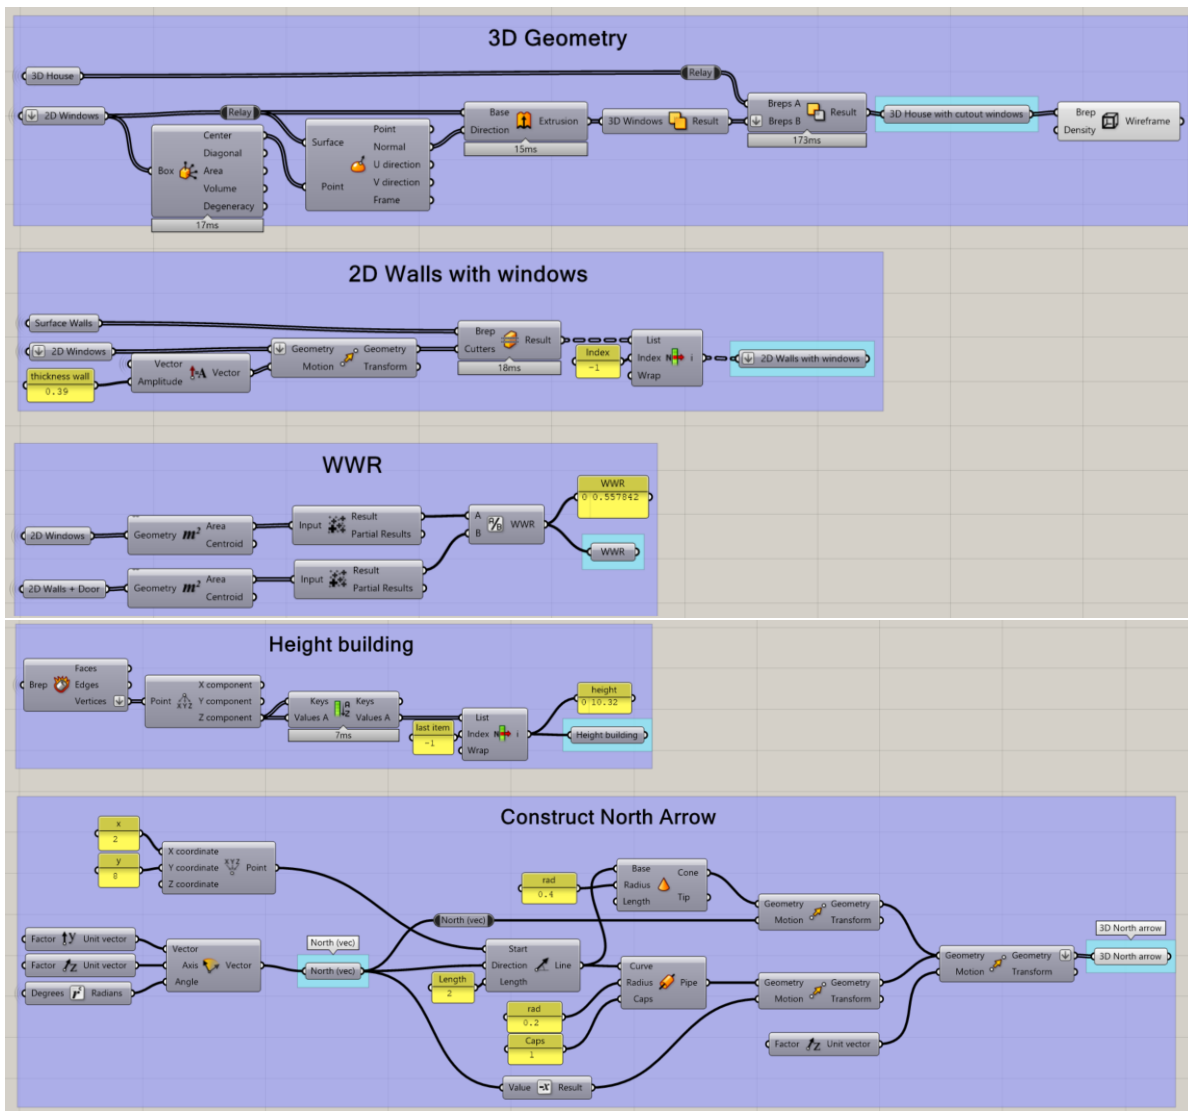 3D Geometry
3D House
Relay
2D Windows
Relay
Box
Center
Diagonal
Area
Volume
Degeneracy
17ms
Surface
Point
Point
Normal
U direction
V direction
Frame
Base
Direction
Extrusion
15ms
3D Windows
Result
Breps A
Breps B
Result
173ms
3D House with cutout windows
Brep
Density
Wireframe
2D Walls with windows
Surface Walls
2D Windows
thickness wall
0.39
Vector
Amplitude
Vector
Geometry
Motion
Geometry
Transform
Brep
Cutters
Result
18ms
Index
-1
List
Index
Wrap
N
i
2D Walls with windows
WWR
2D Windows
Geometry
m²
Area
Centroid
Input
Result
Partial Results
2D Walls + Door
Geometry
m²
Area
Centroid
Input
Result
Partial Results
A
B
A/B
WWR
WWR
0 0.557842
WWR
Height building
Brep
Faces
Edges
Vertices
Point
XYZ
X component
Y component
Z component
Keys
Values A
A
Z
Keys
Values A
7ms
last item
-1
List
Index
Wrap
N
i
height
0 10.32
Height building
Construct North Arrow
x
2
y
8
X coordinate
Y coordinate
Z coordinate
XYZ
Point
Factor
y
Unit vector
Factor
z
Unit vector
Degrees
r°
Radians
Vector
Axis
Angle
Vector
North (vec)
North (vec)
North (vec)
Length
2
Start
Direction
Length
Line
rad
0.4
Base
Radius
Length
Cone
Tip
rad
0.2
Caps
1
Curve
Radius
Caps
Pipe
Value
-x
Result
Geometry
Motion
Geometry
Transform
Geometry
Motion
Geometry
Transform
Factor
z
Unit vector
Geometry
Motion
Geometry
Transform
3D North arrow
3D North arrow